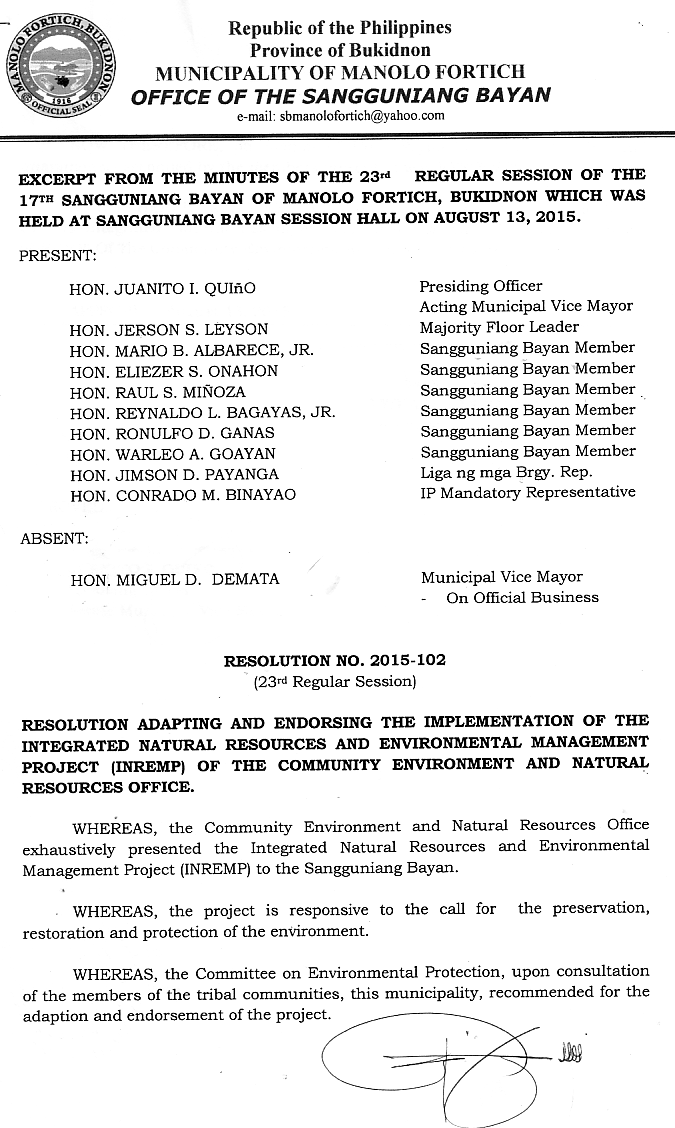 MANOLO FORTICH, BUKIDNON
1916
OFFICIAL SEAL
Republic of the Philippines
Province of Bukidnon
MUNICIPALITY OF MANOLO FORTICH
OFFICE OF THE SANGGUNIANG BAYAN
e-mail: sbmanolofortich@yahoo.com
EXCERPT FROM THE MINUTES OF THE 23rd REGULAR SESSION OF THE
17TH SANGGUNIANG BAYAN OF MANOLO FORTICH, BUKIDNON WHICH WAS
HELD AT SANGGUNIANG BAYAN SESSION HALL ON AUGUST 13, 2015.
PRESENT:
HON. JUANITO I. QUIñO Presiding Officer
Acting Municipal Vice Mayor
HON. JERSON S. LEYSON Majority Floor Leader
HON. MARIO B. ALBARECE, JR. Sangguniang Bayan Member
HON. ELIEZER S. ONAHON Sangguniang Bayan Member
HON. RAUL S. MIÑOZA Sangguniang Bayan Member
HON. REYNALDO L. BAGAYAS, JR. Sangguniang Bayan Member
HON. RONULFO D. GANAS Sangguniang Bayan Member
HON. WARLEO A. GOAYAN Sangguniang Bayan Member
HON. JIMSON D. PAYANGA Liga ng mga Brgy. Rep.
HON. CONRADO M. BINAYAO IP Mandatory Representative
ABSENT:
HON. MIGUEL D. DEMATA Municipal Vice Mayor
- On Official Business
RESOLUTION NO. 2015-102
(23rd Regular Session)
RESOLUTION ADAPTING AND ENDORSING THE IMPLEMENTATION OF THE
INTEGRATED NATURAL RESOURCES AND ENVIRONMENTAL MANAGEMENT
PROJECT (INREMP) OF THE COMMUNITY ENVIRONMENT AND NATURAL
RESOURCES OFFICE.
WHEREAS, the Community Environment and Natural Resources Office
exhaustively presented the Integrated Natural Resources and Environmental
Management Project (INREMP) to the Sangguniang Bayan.
WHEREAS, the project is responsive to the call for the preservation,
restoration and protection of the environment.
WHEREAS, the Committee on Environmental Protection, upon consultation
of the members of the tribal communities, this municipality, recommended for the
adaption and endorsement of the project.